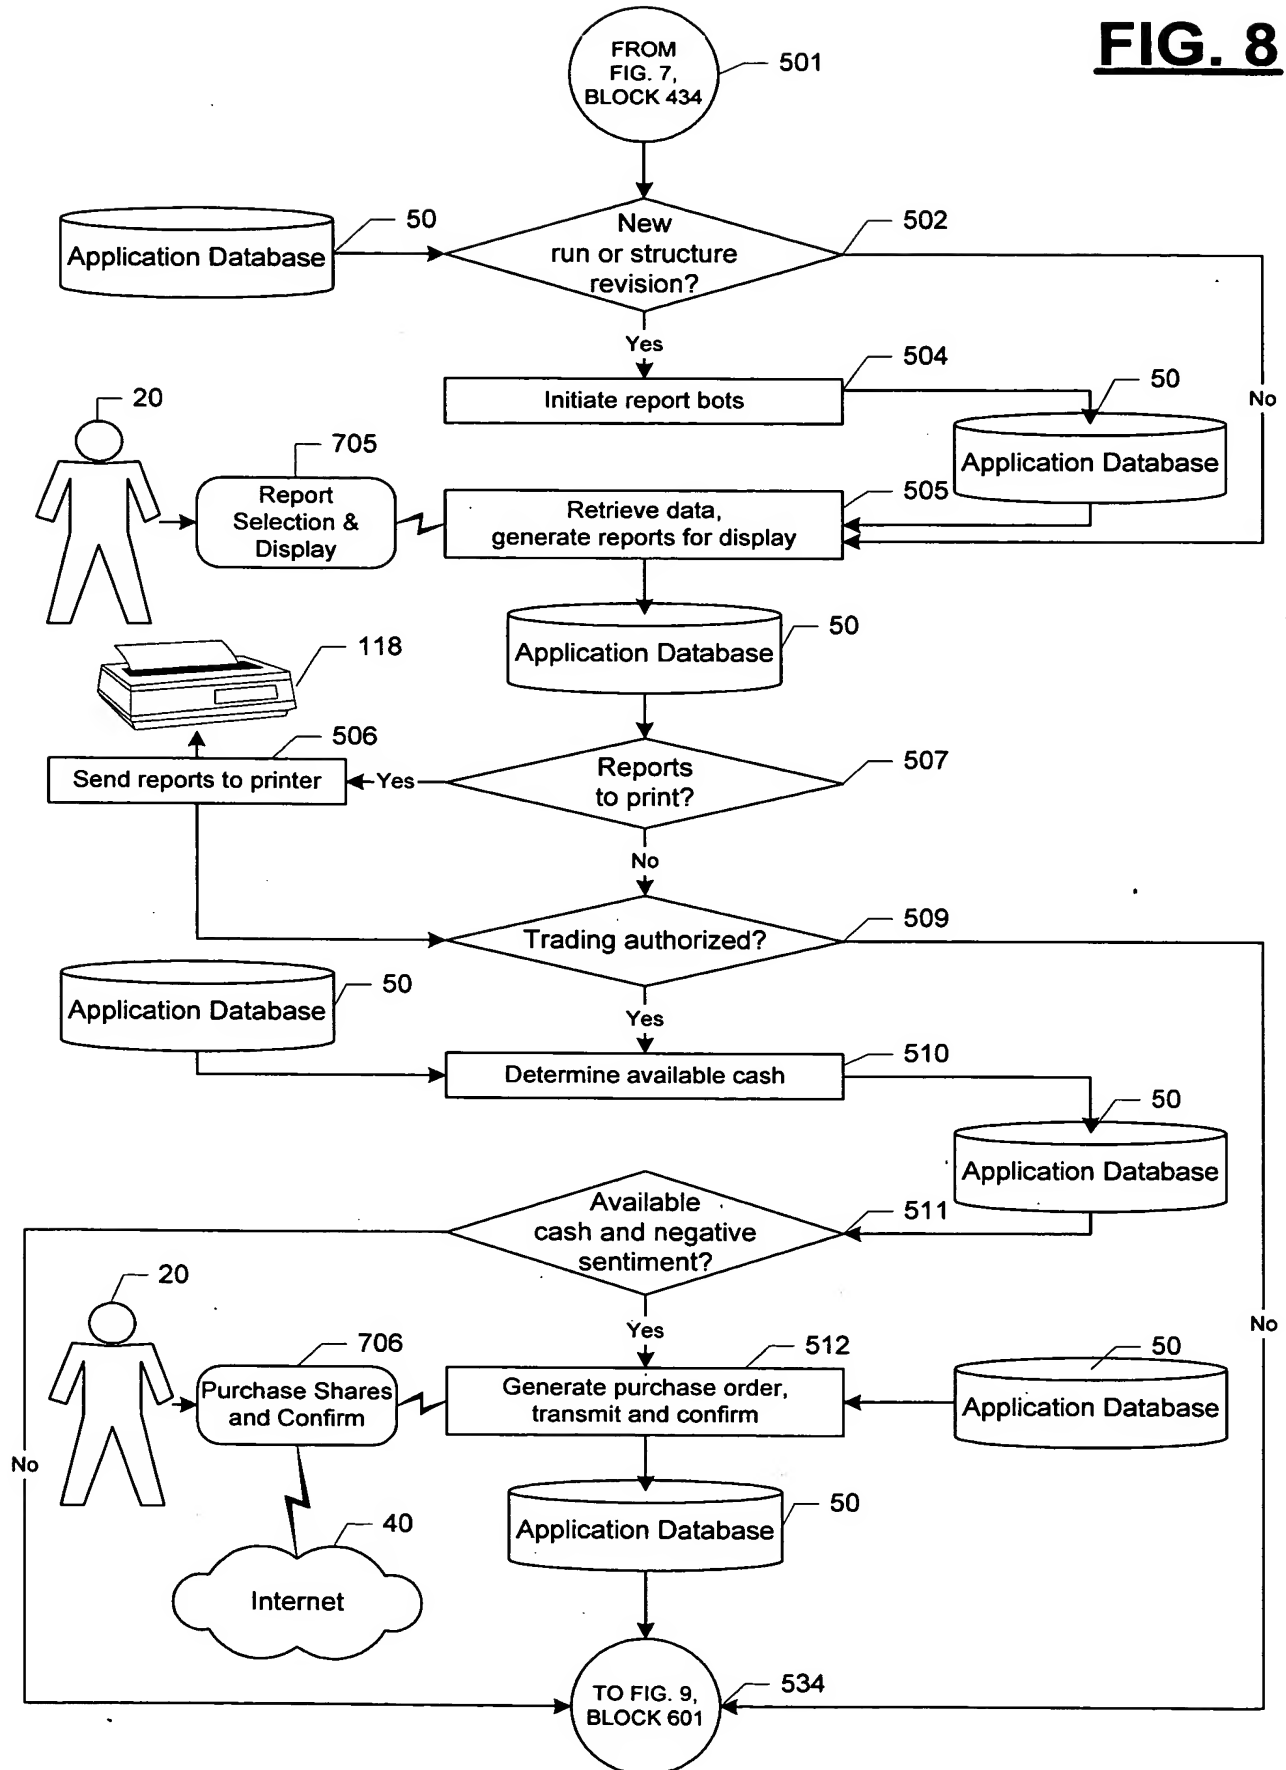 FIG. 8
FROM
FIG. 7,
BLOCK 434
501
Application Database
50
New
run or structure
revision?
502
Yes
No
Initiate report bots
504
50
Application Database
20
705
Report
Selection &
Display
Retrieve data,
generate reports for display
505
Application Database
50
118
506
Send reports to printer
Yes
Reports
to print?
507
No
Trading authorized?
509
Application Database
50
Yes
Determine available cash
510
50
Application Database
Available
cash and negative
sentiment?
511
20
Yes
No
706
Purchase Shares
and Confirm
512
Generate purchase order,
transmit and confirm
50
Application Database
No
Application Database
50
40
Internet
TO FIG. 9,
BLOCK 601
534